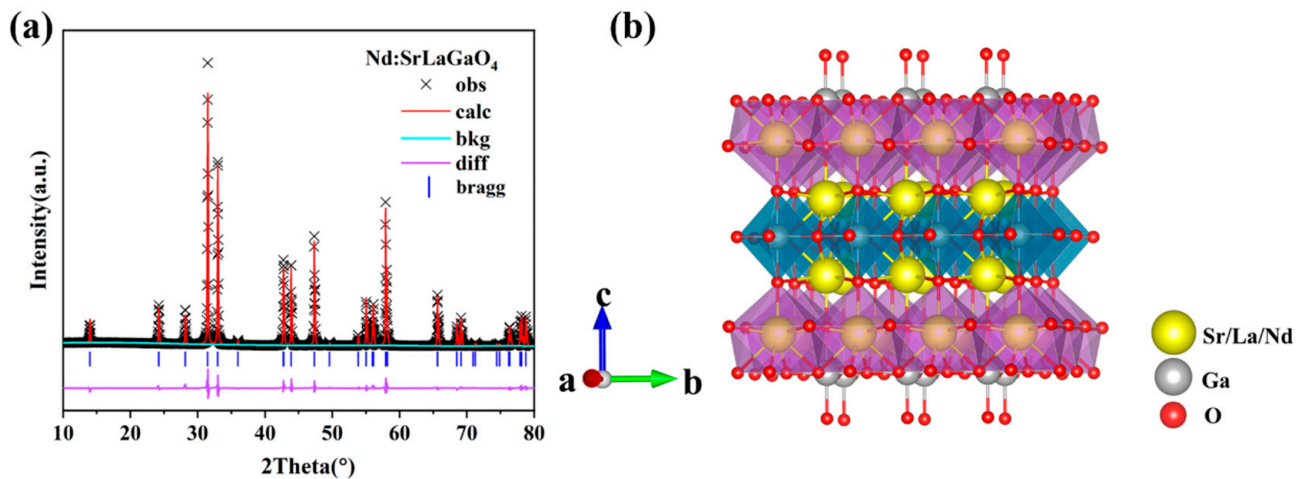 (a)
Nd:SrLaGaO₄
obs
calc
bkg
diff
bragg
Intensity(a.u.)
10 20 30 40 50 60 70 80
2Theta(°)
(b)
c
a b
Sr/La/Nd
Ga
O